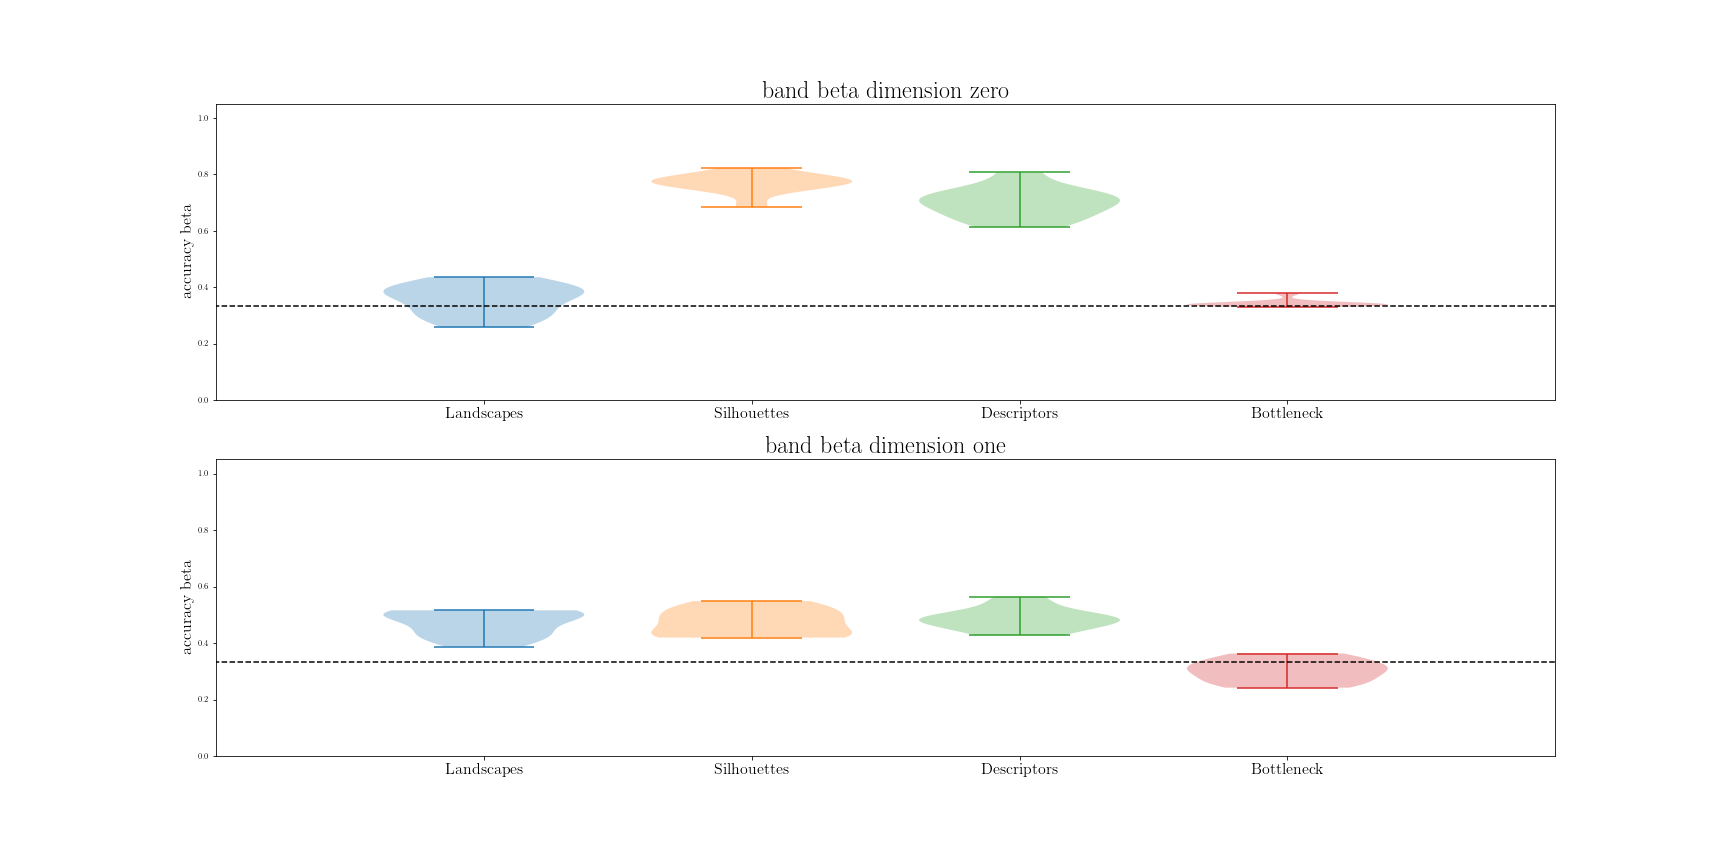 band beta dimension zero
accuracy beta
1.0
0.8
0.6
0.4
0.2
0.0
Landscapes Silhouettes Descriptors Bottleneck
band beta dimension one
accuracy beta
1.0
0.8
0.6
0.4
0.2
0.0
Landscapes Silhouettes Descriptors Bottleneck